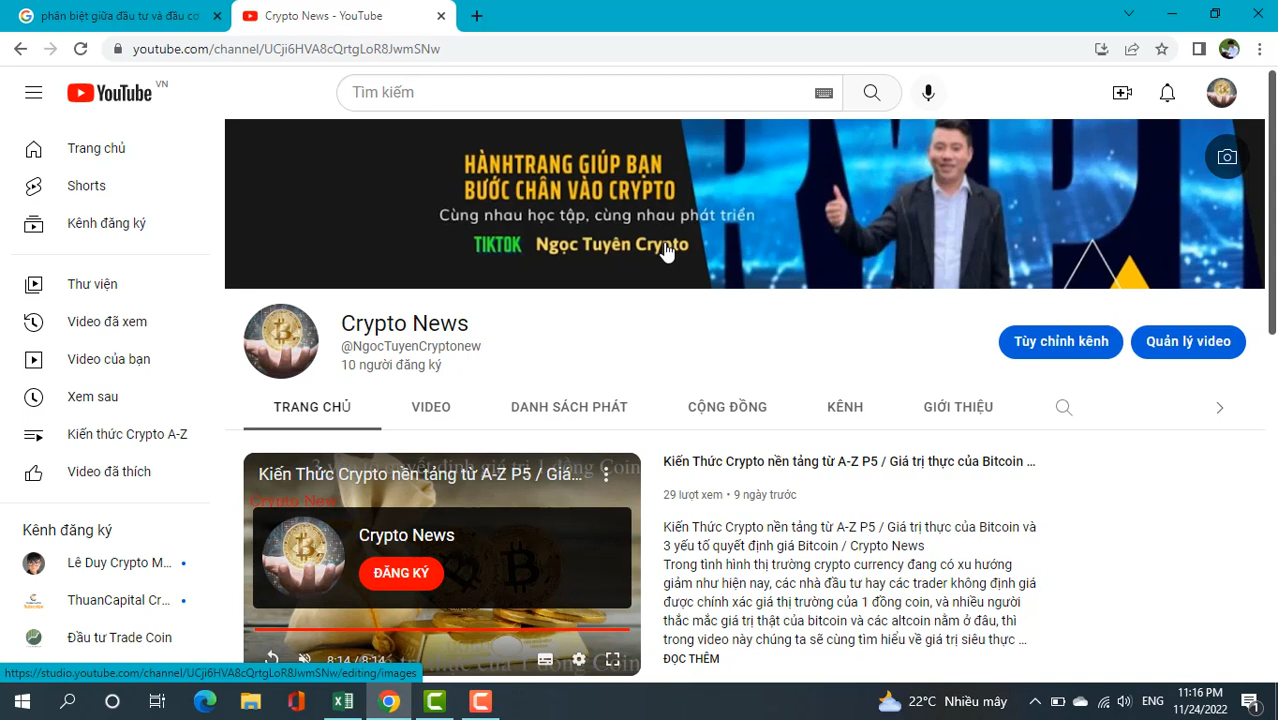 phân biệt giữa đầu tư và đầu cơ
Crypto News - YouTube
youtube.com/channel/UCji6HVA8cQrtgLoR8JwmSNw
YouTube VN
Tìm kiếm
Trang chủ
Shorts
Kênh đăng ký
Thư viện
Video đã xem
Video của bạn
Xem sau
Kiến thức Crypto A-Z
Video đã thích
Kênh đăng ký
Lê Duy Crypto M...
ThuanCapital Cr...
Đầu tư Trade Coin
HÀNHTRANG GIÚP BẠN
BƯỚC CHÂN VÀO CRYPTO
Cùng nhau học tập, cùng nhau phát triển
TIKTOK Ngọc Tuyên Crypto
Crypto News
@NgocTuyenCryptonew
10 người đăng ký
Tùy chỉnh kênh
Quản lý video
TRANG CHỦ
VIDEO
DANH SÁCH PHÁT
CỘNG ĐỒNG
KÊNH
GIỚI THIỆU
Kiến Thức Crypto nền tảng từ A-Z P5 / Giá...
Crypto New
Crypto News
ĐĂNG KÝ
8:14 / 8:14
Kiến Thức Crypto nền tảng từ A-Z P5 / Giá trị thực của Bitcoin ...
29 lượt xem • 9 ngày trước
Kiến Thức Crypto nền tảng từ A-Z P5 / Giá trị thực của Bitcoin và
3 yếu tố quyết định giá Bitcoin / Crypto News
Trong tình hình thị trường crypto currency đang có xu hướng
giảm như hiện nay, các nhà đầu tư hay các trader không định giá
được chính xác giá thị trường của 1 đồng coin, và nhiều người
thắc mắc giá trị thật của bitcoin và các altcoin nằm ở đâu, thì
trong video này chúng ta sẽ cùng tìm hiểu về giá trị siêu thực ...
ĐỌC THÊM
https://studio.youtube.com/channel/UCji6HVA8cQrtgLoR8JwmSNw/editing/images
22°C Nhiều mây
ENG
11:16 PM
11/24/2022
1